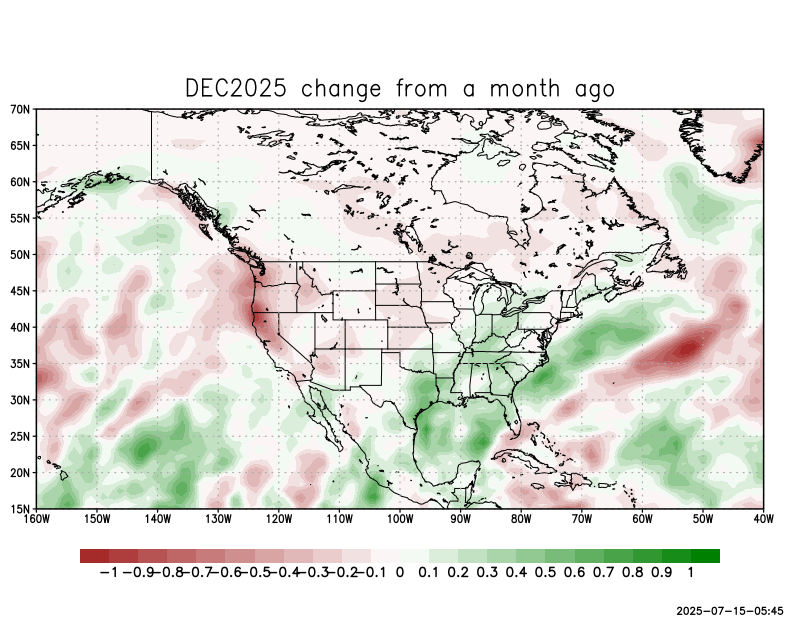 DEC2025 change from a month ago
70N
65N
60N
55N
50N
45N
40N
35N
30N
25N
20N
15N
160W 150W 140W 130W 120W 110W 100W 90W 80W 70W 60W 50W 40W
−1 −0.9−0.8−0.7−0.6−0.5−0.4−0.3−0.2−0.1 0 0.1 0.2 0.3 0.4 0.5 0.6 0.7 0.8 0.9 1
2025-07-15-05:45